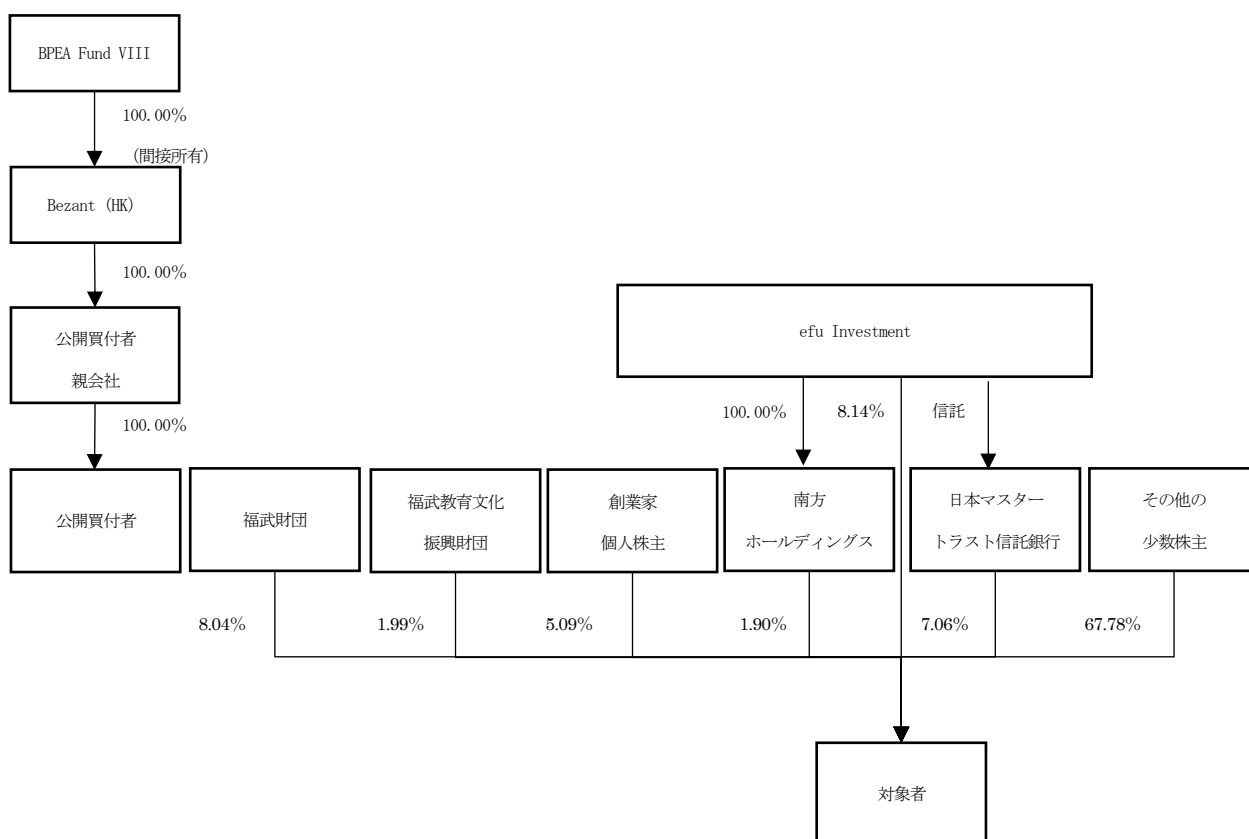 BPEA Fund VIII
100.00%
（間接所有）
Bezant (HK)
100.00%
公開買付者
親会社
100.00%
efu Investment
100.00%
8.14%
信託
公開買付者
福武財団
福武教育文化
振興財団
創業家
個人株主
南方
ホールディングス
日本マスター
トラスト信託銀行
その他の
少数株主
8.04%
1.99%
5.09%
1.90%
7.06%
67.78%
対象者